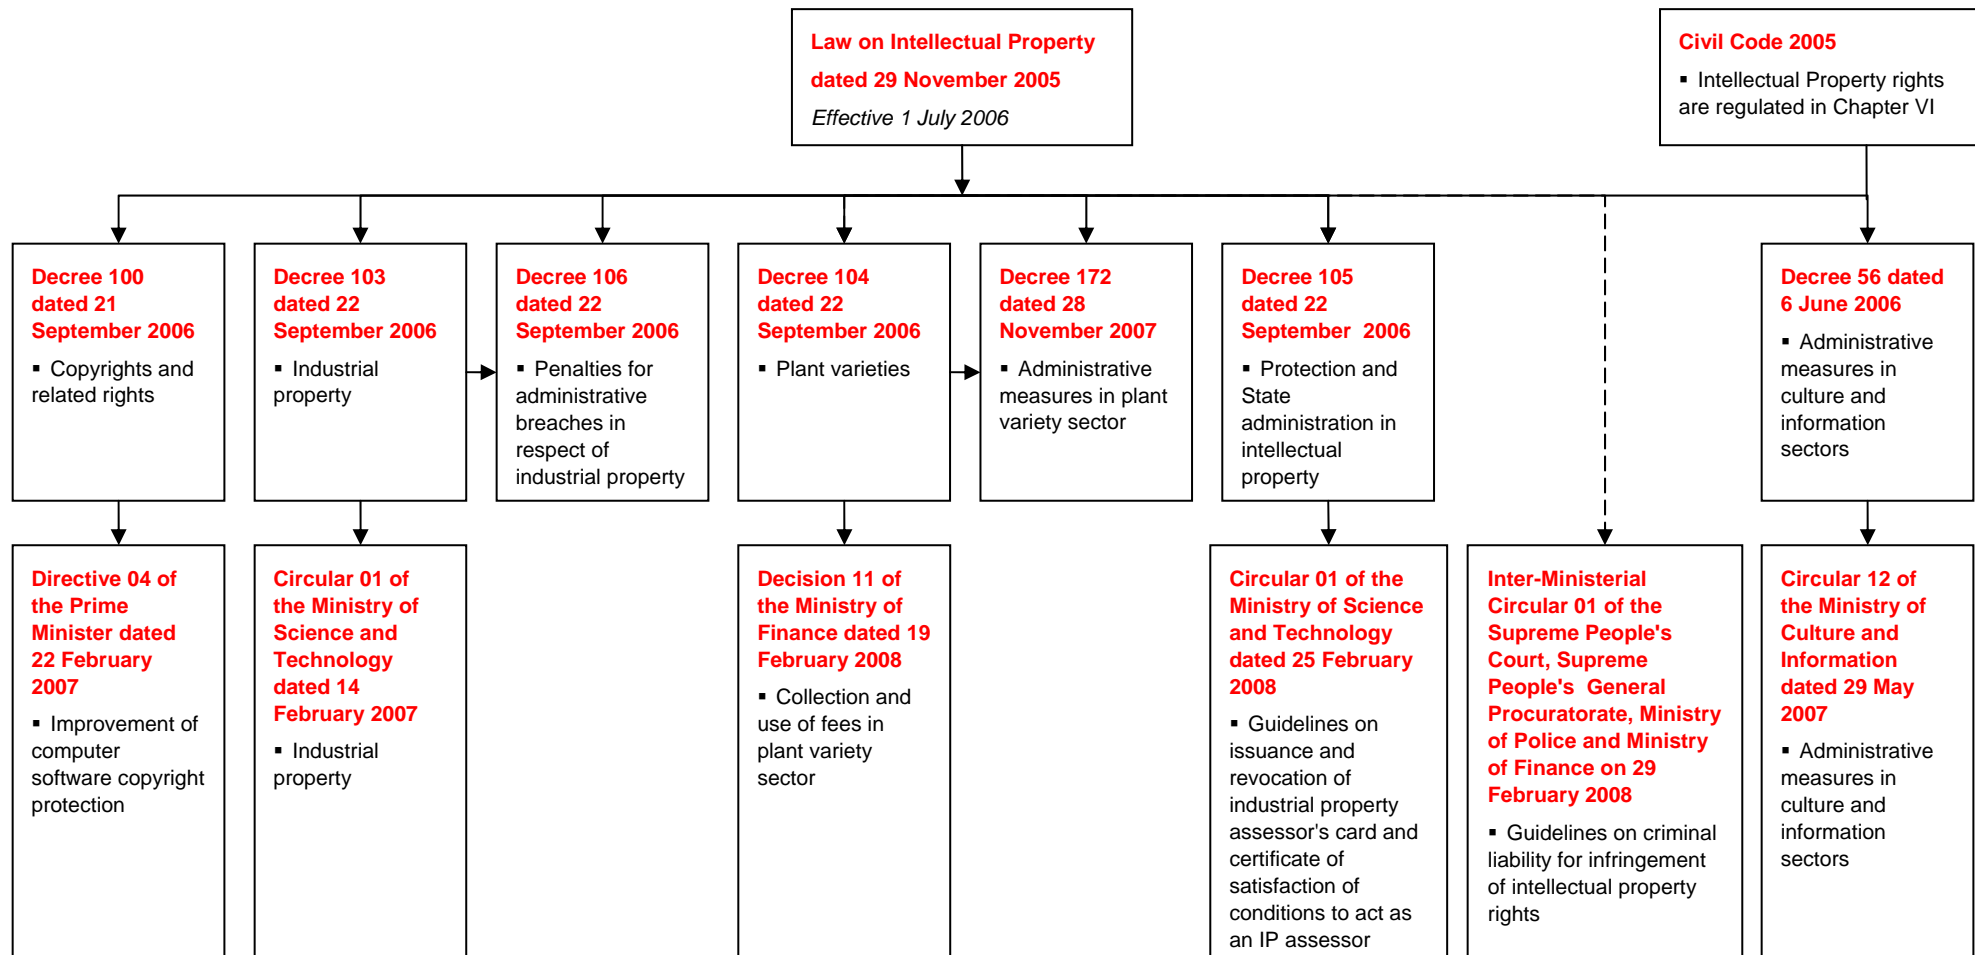 Law on Intellectual Property
dated 29 November 2005
Effective 1 July 2006
Civil Code 2005
▪ Intellectual Property rights
are regulated in Chapter VI
Decree 100
dated 21
September 2006
▪ Copyrights and
related rights
Decree 103
dated 22
September 2006
▪ Industrial
property
Decree 106
dated 22
September 2006
▪ Penalties for
administrative
breaches in
respect of
industrial property
Decree 104
dated 22
September 2006
▪ Plant varieties
Decree 172
dated 28
November 2007
▪ Administrative
measures in plant
variety sector
Decree 105
dated 22
September 2006
▪ Protection and
State
administration in
intellectual
property
Decree 56 dated
6 June 2006
▪ Administrative
measures in
culture and
information
sectors
Directive 04 of
the Prime
Minister dated
22 February
2007
▪ Improvement of
computer
software copyright
protection
Circular 01 of
the Ministry of
Science and
Technology
dated 14
February 2007
▪ Industrial
property
Decision 11 of
the Ministry of
Finance dated 19
February 2008
▪ Collection and
use of fees in
plant variety
sector
Circular 01 of the
Ministry of Science
and Technology
dated 25 February
2008
▪ Guidelines on
issuance and
revocation of
industrial property
assessor's card and
certificate of
satisfaction of
conditions to act as
an IP assessor
Inter-Ministerial
Circular 01 of the
Supreme People's
Court, Supreme
People's General
Procuratorate, Ministry
of Police and Ministry
of Finance on 29
February 2008
▪ Guidelines on criminal
liability for infringement
of intellectual property
rights
Circular 12 of
the Ministry of
Culture and
Information
dated 29 May
2007
▪ Administrative
measures in
culture and
information
sectors